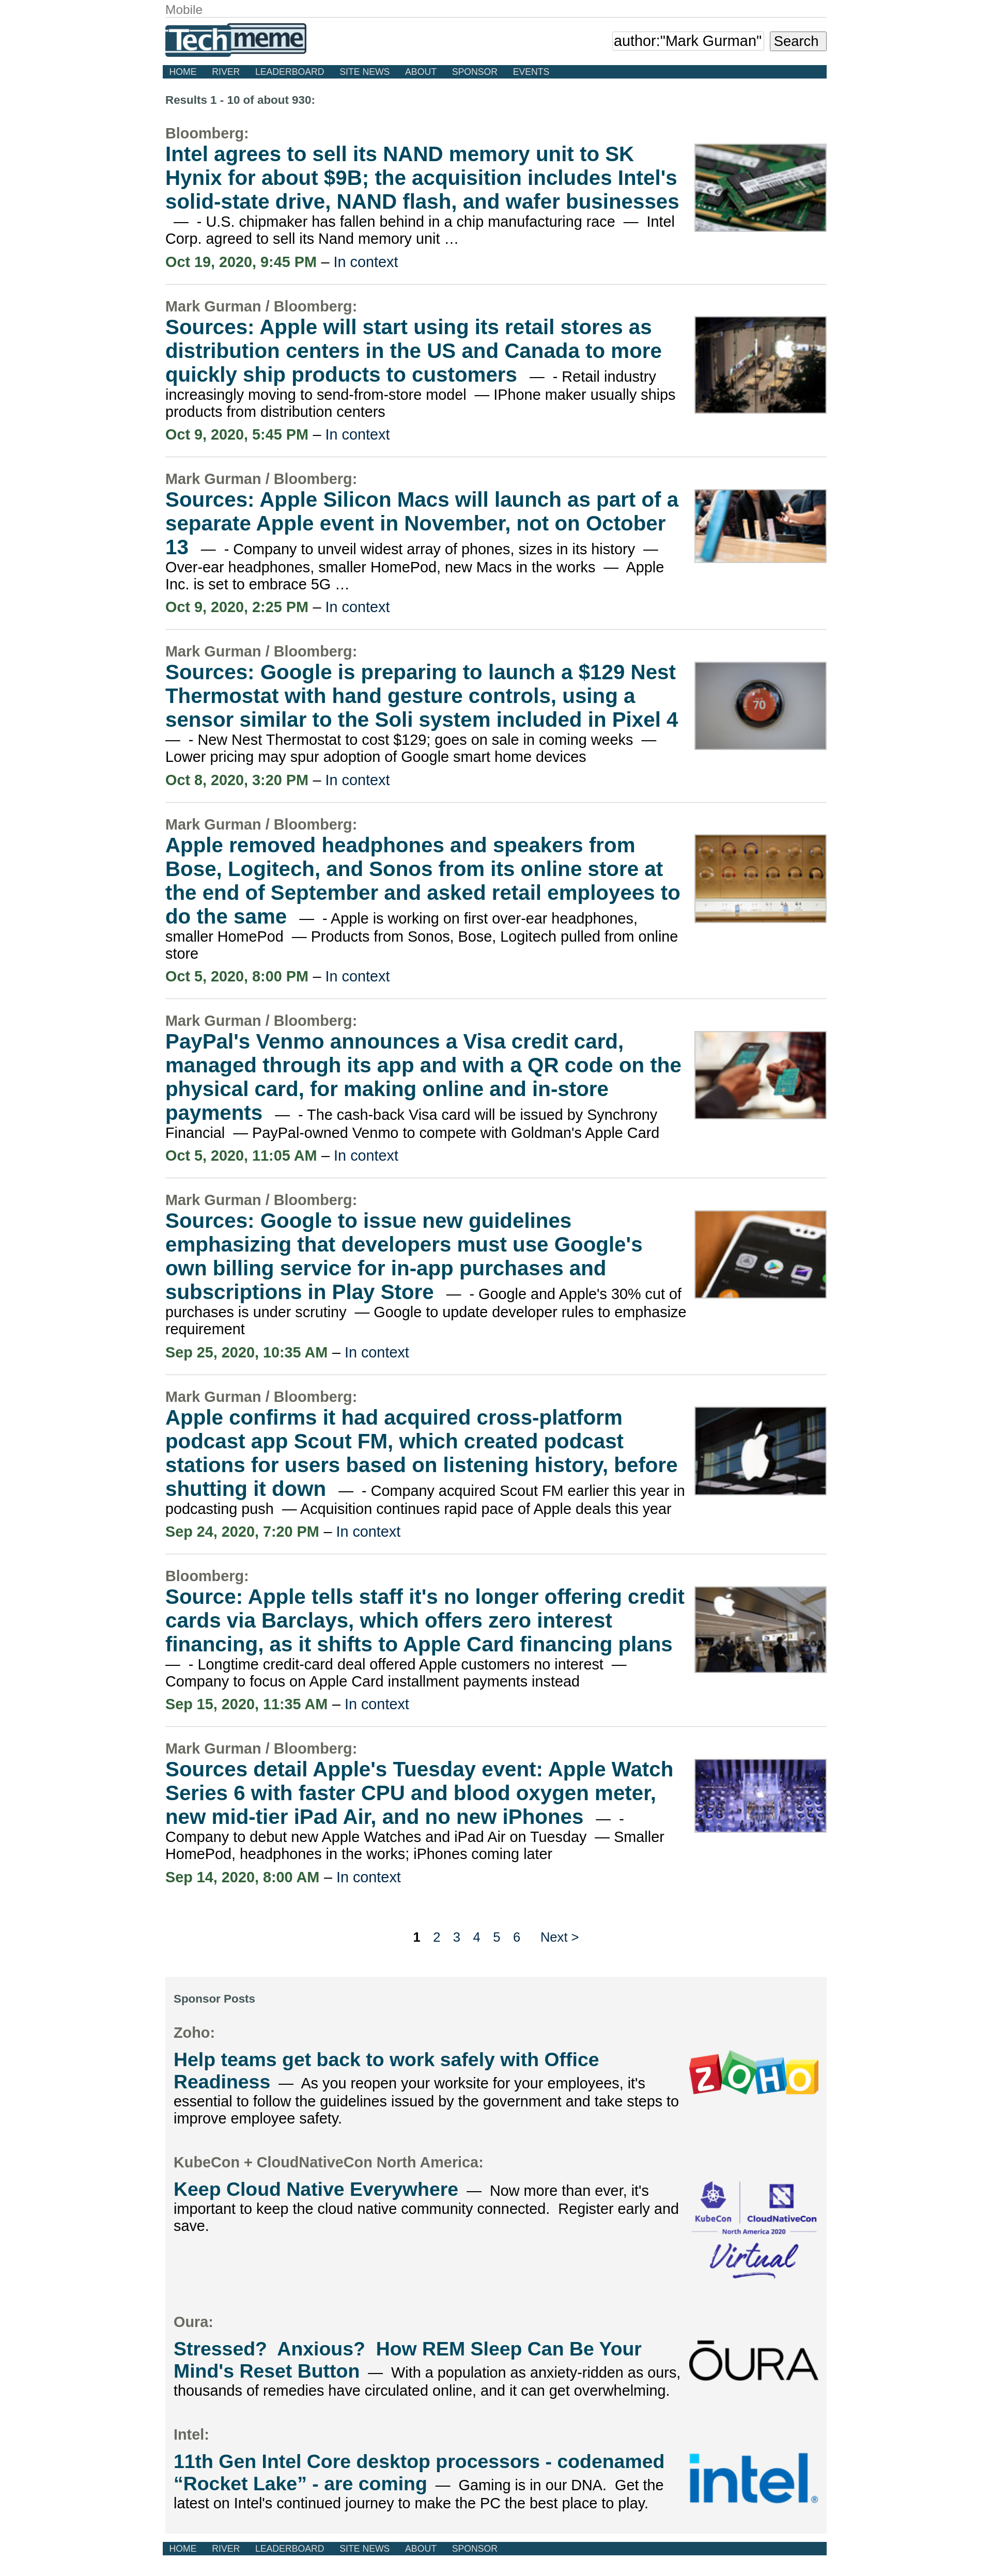 Mobile
Techmeme
author:"Mark Gurman" Search
HOME RIVER LEADERBOARD SITE NEWS ABOUT SPONSOR EVENTS
Results 1 - 10 of about 930:
Bloomberg:
Intel agrees to sell its NAND memory unit to SK
Hynix for about $9B; the acquisition includes Intel's
solid-state drive, NAND flash, and wafer businesses
— - U.S. chipmaker has fallen behind in a chip manufacturing race — Intel
Corp. agreed to sell its Nand memory unit …
Oct 19, 2020, 9:45 PM – In context
Mark Gurman / Bloomberg:
Sources: Apple will start using its retail stores as
distribution centers in the US and Canada to more
quickly ship products to customers — - Retail industry
increasingly moving to send-from-store model — IPhone maker usually ships
products from distribution centers
Oct 9, 2020, 5:45 PM – In context
Mark Gurman / Bloomberg:
Sources: Apple Silicon Macs will launch as part of a
separate Apple event in November, not on October
13 — - Company to unveil widest array of phones, sizes in its history —
Over-ear headphones, smaller HomePod, new Macs in the works — Apple
Inc. is set to embrace 5G …
Oct 9, 2020, 2:25 PM – In context
Mark Gurman / Bloomberg:
Sources: Google is preparing to launch a $129 Nest
Thermostat with hand gesture controls, using a
sensor similar to the Soli system included in Pixel 4
— - New Nest Thermostat to cost $129; goes on sale in coming weeks —
Lower pricing may spur adoption of Google smart home devices
70
Oct 8, 2020, 3:20 PM – In context
Mark Gurman / Bloomberg:
Apple removed headphones and speakers from
Bose, Logitech, and Sonos from its online store at
the end of September and asked retail employees to
do the same — - Apple is working on first over-ear headphones,
smaller HomePod — Products from Sonos, Bose, Logitech pulled from online
store
Oct 5, 2020, 8:00 PM – In context
Mark Gurman / Bloomberg:
PayPal's Venmo announces a Visa credit card,
managed through its app and with a QR code on the
physical card, for making online and in-store
payments — - The cash-back Visa card will be issued by Synchrony
Financial — PayPal-owned Venmo to compete with Goldman's Apple Card
Oct 5, 2020, 11:05 AM – In context
Mark Gurman / Bloomberg:
Sources: Google to issue new guidelines
emphasizing that developers must use Google's
own billing service for in-app purchases and
subscriptions in Play Store — - Google and Apple's 30% cut of
purchases is under scrutiny — Google to update developer rules to emphasize
requirement
Sep 25, 2020, 10:35 AM – In context
Mark Gurman / Bloomberg:
Apple confirms it had acquired cross-platform
podcast app Scout FM, which created podcast
stations for users based on listening history, before
shutting it down — - Company acquired Scout FM earlier this year in
podcasting push — Acquisition continues rapid pace of Apple deals this year
Sep 24, 2020, 7:20 PM – In context
Bloomberg:
Source: Apple tells staff it's no longer offering credit
cards via Barclays, which offers zero interest
financing, as it shifts to Apple Card financing plans
— - Longtime credit-card deal offered Apple customers no interest —
Company to focus on Apple Card installment payments instead
Sep 15, 2020, 11:35 AM – In context
Mark Gurman / Bloomberg:
Sources detail Apple's Tuesday event: Apple Watch
Series 6 with faster CPU and blood oxygen meter,
new mid-tier iPad Air, and no new iPhones — -
Company to debut new Apple Watches and iPad Air on Tuesday — Smaller
HomePod, headphones in the works; iPhones coming later
Sep 14, 2020, 8:00 AM – In context
1 2 3 4 5 6 Next >
Sponsor Posts
Zoho:
Help teams get back to work safely with Office
Readiness — As you reopen your worksite for your employees, it's
essential to follow the guidelines issued by the government and take steps to
improve employee safety.
ZOHO
KubeCon + CloudNativeCon North America:
Keep Cloud Native Everywhere — Now more than ever, it's
important to keep the cloud native community connected. Register early and
save.
KubeCon CloudNativeCon
North America 2020
Virtual
Oura:
Stressed? Anxious? How REM Sleep Can Be Your
Mind's Reset Button — With a population as anxiety-ridden as ours,
thousands of remedies have circulated online, and it can get overwhelming.
ŌURA
Intel:
11th Gen Intel Core desktop processors - codenamed
“Rocket Lake” - are coming — Gaming is in our DNA. Get the
latest on Intel's continued journey to make the PC the best place to play.
intel®
HOME RIVER LEADERBOARD SITE NEWS ABOUT SPONSOR